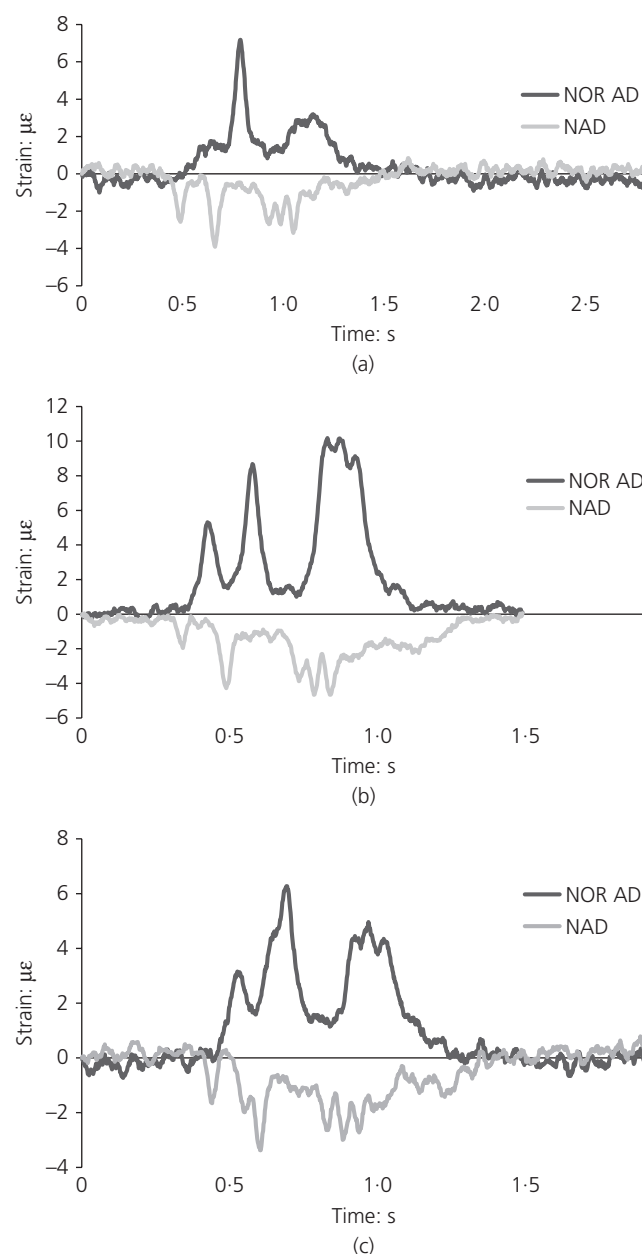 8
6
4
2
0
−2
−4
−6
Strain: µε
NOR AD
NAD
0 0·5 1·0 1·5 2·0 2·5
Time: s
(a)
12
10
8
6
4
2
0
−2
−4
−6
Strain: µε
NOR AD
NAD
0 0·5 1·0 1·5
Time: s
(b)
8
6
4
2
0
−2
−4
Strain: µε
NOR AD
NAD
0 0·5 1·0 1·5
Time: s
(c)